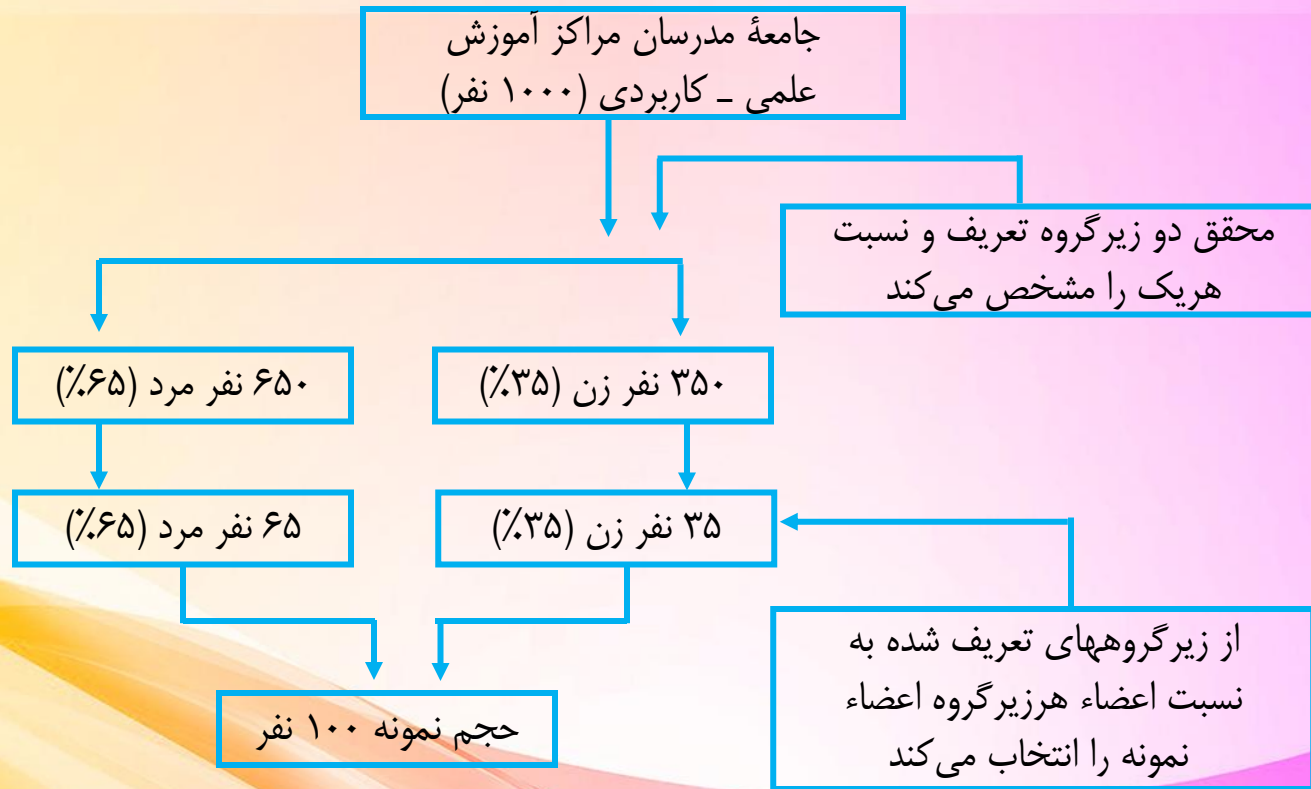 جامعهٔ مدرسان مراکز آموزش
علمی ـ کاربردی (۱۰۰۰ نفر)
محقق دو زیرگروه تعریف و نسبت
هریک را مشخص می‌کند
۳۵۰ نفر زن (۳۵٪)
۶۵۰ نفر مرد (۶۵٪)
۳۵ نفر زن (۳۵٪)
۶۵ نفر مرد (۶۵٪)
از زیرگروههای تعریف شده به
نسبت اعضاء هرزیرگروه اعضاء
نمونه را انتخاب می‌کند
حجم نمونه ۱۰۰ نفر